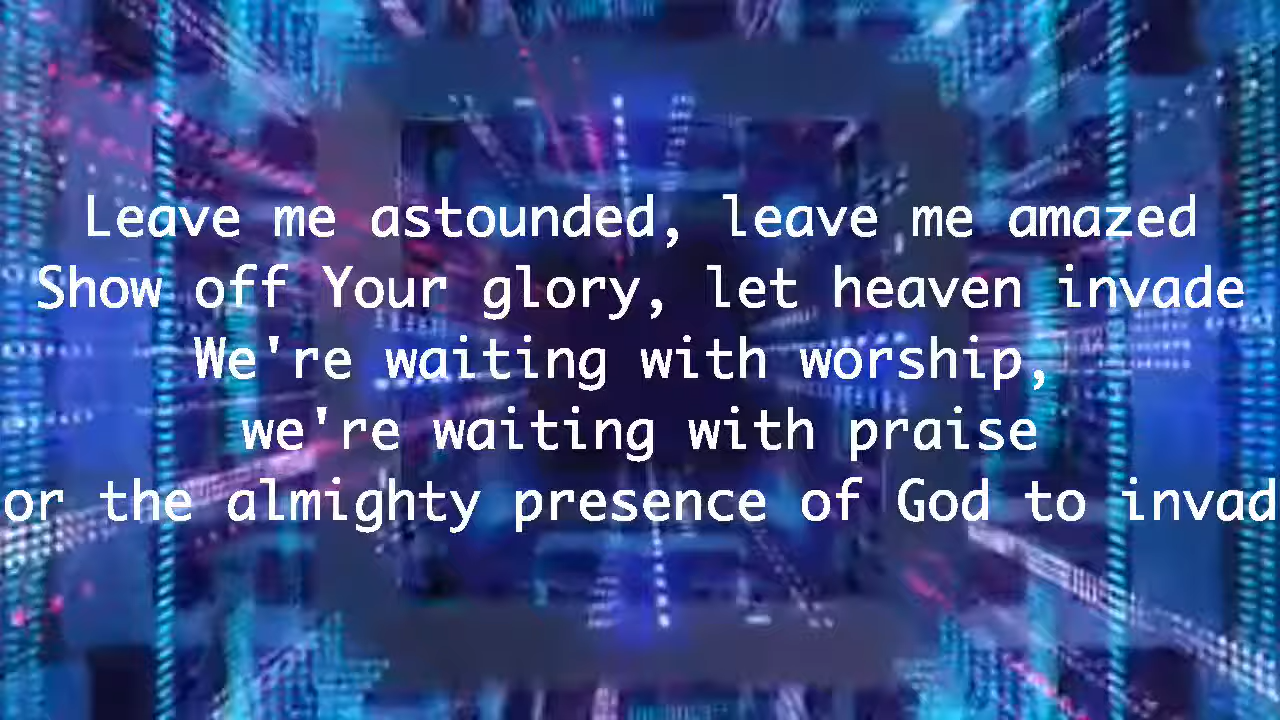 Leave me astounded, leave me amazed
Show off Your glory, let heaven invade
We're waiting with worship,
we're waiting with praise
or the almighty presence of God to invad